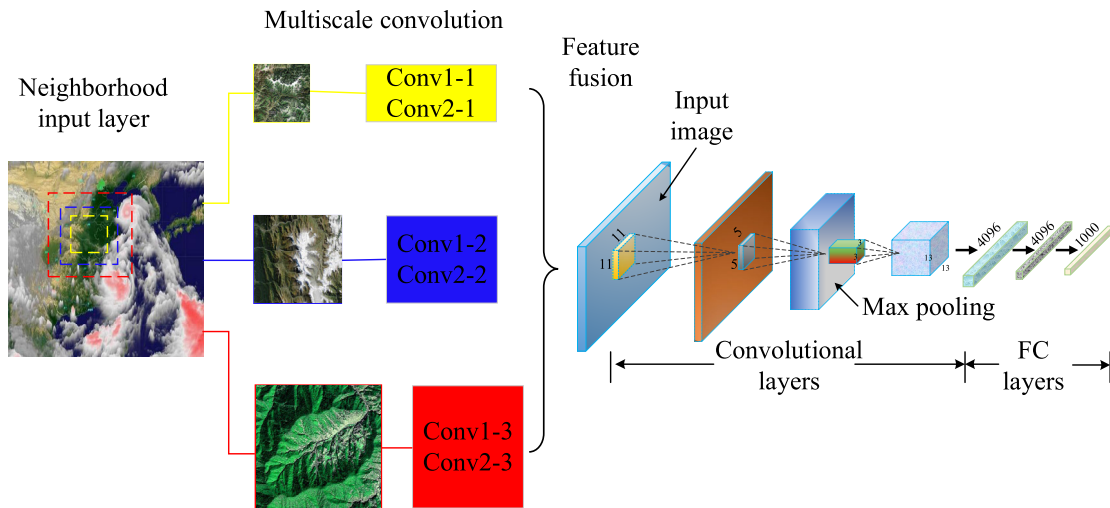 Multiscale convolution
Neighborhood
input layer
Conv1-1
Conv2-1
Conv1-2
Conv2-2
Conv1-3
Conv2-3
Feature
fusion
Input
image
11
11
5
5
3
3
13
13
13
4096
4096
1000
Max pooling
Convolutional
layers
FC
layers